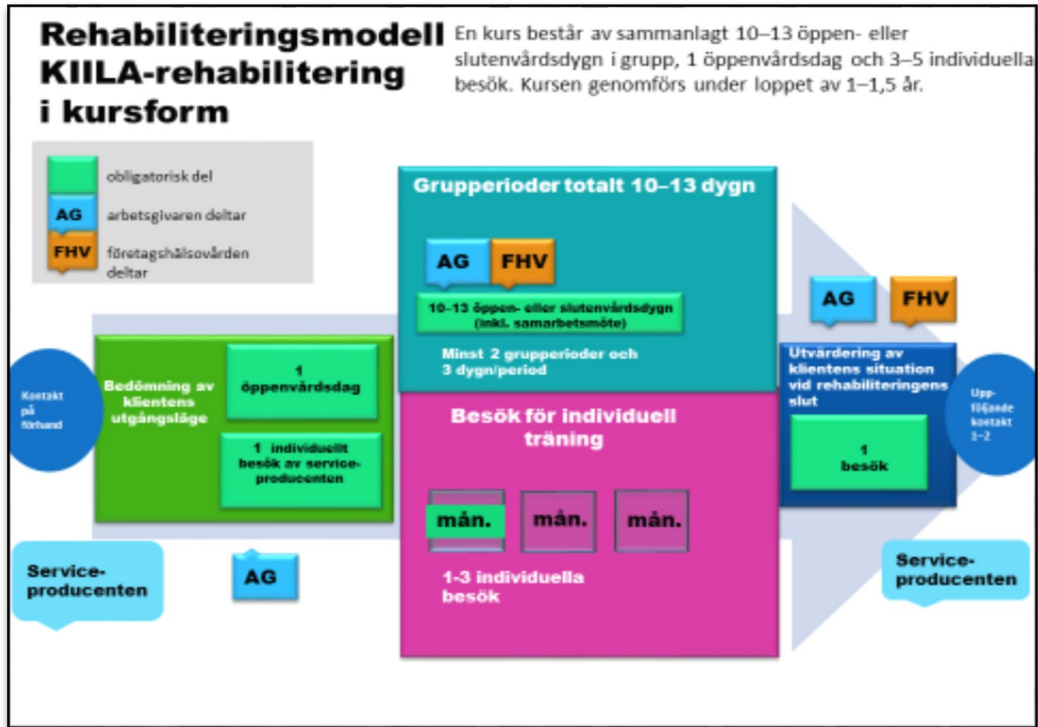 Rehabiliteringsmodell
KIILA-rehabilitering
i kursform
En kurs består av sammanlagt 10–13 öppen- eller
slutenvårdsdygn i grupp, 1 öppenvårdsdag och 3–5 individuella
besök. Kursen genomförs under loppet av 1–1,5 år.
obligatorisk del
AG
arbetsgivaren deltar
FHV
företagshälsovården
deltar
Kontakt
på
förhand
Bedömning av
klientens
utgångsläge
1
öppenvårdsdag
1 individuellt
besök av service-
producenten
Service-
producenten
AG
Grupperioder totalt 10–13 dygn
AG
FHV
10–13 öppen- eller slutenvårdsdygn
(inkl. samarbetsmöte)
Minst 2 grupperioder och
3 dygn/period
Besök för individuell
träning
mån.
mån.
mån.
1-3 individuella
besök
AG
FHV
Utvärdering av
klientens situation
vid rehabiliteringens
slut
1
besök
Upp-
följande
kontakt
1–2
Service-
producenten